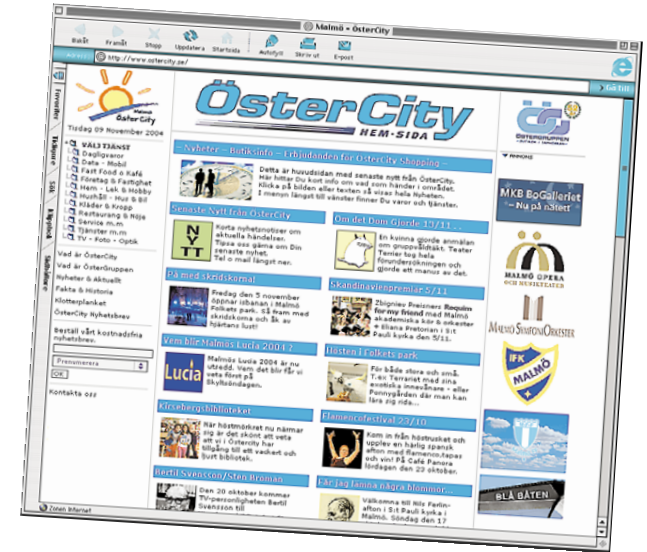 Malmö • ÖsterCity
Bakåt Framåt Stopp Uppdatera Startsida Autofyll Skriv ut E-post
http://www.ostercity.se/
Gå till
Favoriter
Tidigare
Sök
Klippbok
Sidhållare
Malmö
Öster City
Tisdag 09 November 2004
VÄLJ TJÄNST
Dagligvaror
Data - Mobil
Fast Food o Kafé
Företag & Fastighet
Hem - Lek & Hobby
Hushåll - Hus & Bil
Kläder & Kropp
Restaurang & Nöje
Service m.m
Tjänster m.m
TV - Foto - Optik
Vad är ÖsterCity
Vad är ÖsterGruppen
Nyheter & Aktuellt
Fakta & Historia
Klotterplanket
ÖsterCity Nyhetsbrev
Beställ vårt kostnadsfria
nyhetsbrev:
Prenumerera
OK
Kontakta oss
ÖSTERCITY
HEM-SIDA
- Nyheter - Butiksinfo - Erbjudanden för ÖsterCity Shopping -
Detta är huvudsidan med senaste nytt från ÖsterCity.
Här hittar Du kort info om vad som händer i området.
Klicka på bilden eller texten så visas hela Nyheten.
I menyn längst till vänster finner Du varor och tjänster.
Senaste Nytt från ÖsterCity
NYTT
Korta nyhetsnotiser om
aktuella händelser.
Tipsa oss gärna om Din
senaste nyhet.
Tel o mail längst ner.
På med skridskorna!
Fredag den 5 november
öppnar isbanan i Malmö
Folkets park. Så fram med
skridskorna och åk av
hjärtans lust!
Vem blir Malmös Lucia 2004 ?
Lucia
Malmös Lucia 2004 är nu
utsedd. Vem det blir får vi
veta först på
Skyltsöndagen.
Kirsebergsbiblioteket
När höstmörkret nu närmar
sig är det skönt att veta
att vi i Östercity har
tillgång till ett vackert och
ljust bibliotek.
Bertil Svensson/Sten Broman
Den 20 oktober kommer
TV-personligheten Bertil
Svensson till
Om det Dom Gjorde 19/11 . .
En kvinna gjorde anmälan
om gruppvåldtäkt. Teater
Terrier tog hela
förundersökningen och
gjorde ett manus av det.
Skandinavienpremiär 5/11
Zbigniev Preisners Requim
for my friend med Malmö
akademiska kör & orkester
+ Eliana Pretorian i S:t
Pauli kyrka den 5/11.
Hösten i Folkets park
För både stora och små.
T.ex Terrariet med sina
exotiska innevånare - eller
Ponnygården där man kan
lära sig rida...
Flamencofestival 23/10
Kom in från höstrusket och
upplev en härlig spansk
afton med flamenco,tapas
och vin! På Café Panora
lördagen den 23 oktober.
Får jag lämna några blommor...
Välkomna till Nils Ferlin-
afton i S:t Pauli kyrka i
Malmö. Söndag den 17
ÖSTERGRUPPEN
ANNONS
MKB BoGalleriet
- Nu på nätet!
MALMÖ OPERA
OCH MUSIKTEATER
MALMÖ SYMFONIORKESTER
IFK
MALMÖ
BLÅ BÅTEN
Zonen Internet